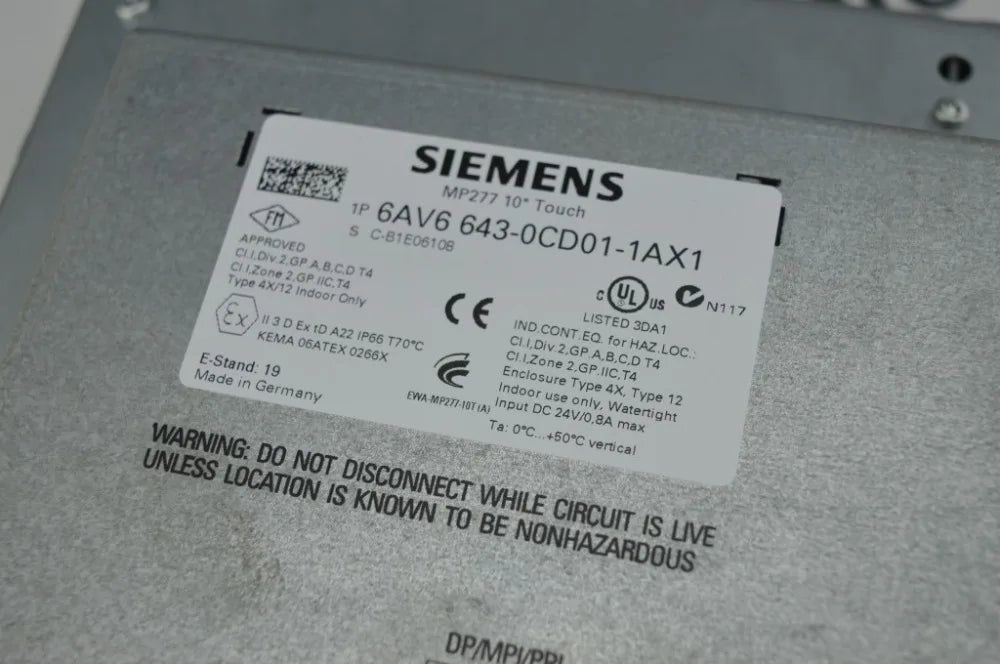 SIEMENS
MP277 10" Touch
1P 6AV6 643-0CD01-1AX1
S C-B1E06108
FM
APPROVED
Cl.I,Div.2,GP.A,B,C,D T4
Cl.I,Zone 2,GP.IIC,T4
Type 4X/12 Indoor Only
Ex II 3 D Ex tD A22 IP66 T70°C
KEMA 06ATEX 0266X
E-Stand: 19
Made in Germany
CE
EWA-MP277-10T(A)
C UL US N117
LISTED 3DA1
IND.CONT.EQ. for HAZ.LOC.:
Cl.I,Div.2,GP.A,B,C,D T4
Cl.I,Zone 2,GP.IIC,T4
Enclosure Type 4X, Type 12
Indoor use only, Watertight
Input DC 24V/0,8A max
Ta: 0°C...+50°C vertical
WARNING: DO NOT DISCONNECT WHILE CIRCUIT IS LIVE
UNLESS LOCATION IS KNOWN TO BE NONHAZARDOUS
DP/MPI/PPI